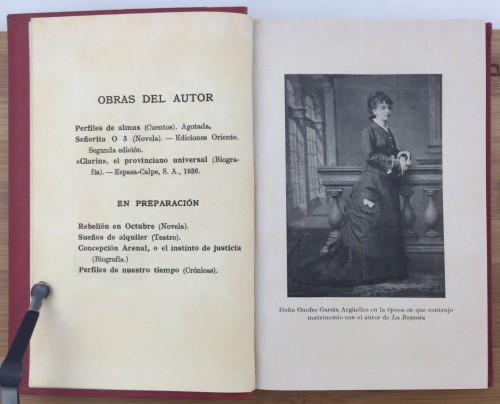 OBRAS DEL AUTOR
Perfiles de almas (Cuentos). Agotada.
Señorita O 3 (Novela). — Ediciones Oriente.
Segunda edición.
«Clarín», el provinciano universal (Biogra-
fía). — Espasa-Calpe, S. A., 1936.
EN PREPARACIÓN
Rebelión en Octubre (Novela).
Sueños de alquiler (Teatro).
Concepción Arenal, o el instinto de justicia
(Biografía.)
Perfiles de nuestro tiempo (Crónicas).
Doña Onofre García Argüelles en la época en que contrajo
matrimonio con el autor de La Regenta